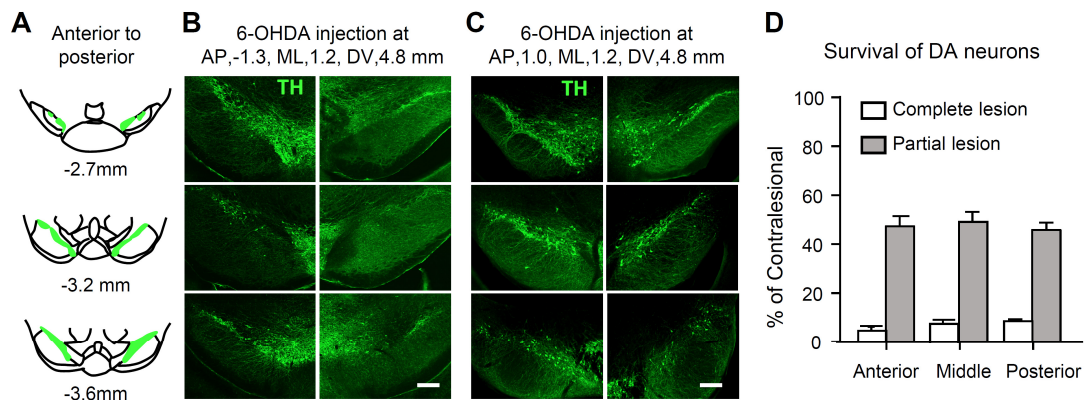 A
Anterior to
posterior
-2.7mm
-3.2 mm
-3.6mm
B
6-OHDA injection at
AP,-1.3, ML,1.2, DV,4.8 mm
TH
C
6-OHDA injection at
AP,1.0, ML,1.2, DV,4.8 mm
TH
D
Survival of DA neurons
% of Contralesional
100
80
60
40
20
0
Complete lesion
Partial lesion
Anterior Middle Posterior